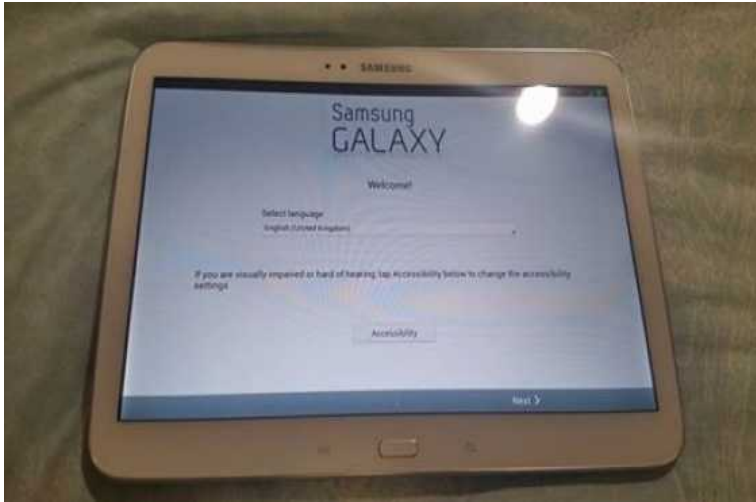 SAMSUNG
Samsung
GALAXY
Welcome!
Select language
English (United Kingdom)
If you are visually impaired or hard of hearing, tap Accessibility below to change the accessibility
settings
Accessibility
Next